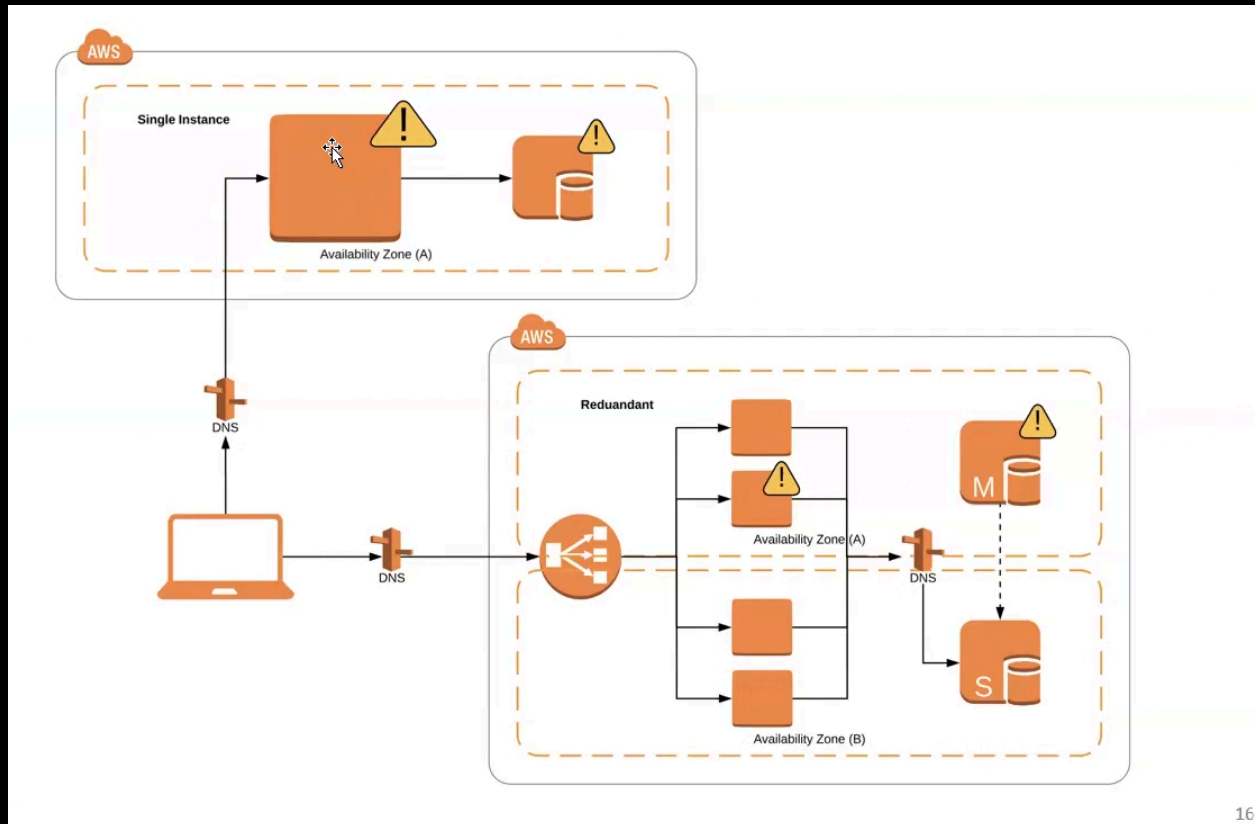 AWS
Single Instance
!
!
Availability Zone (A)
AWS
Reduandant
!
M
!
DNS
Availability Zone (A)
DNS
DNS
S
Availability Zone (B)
16